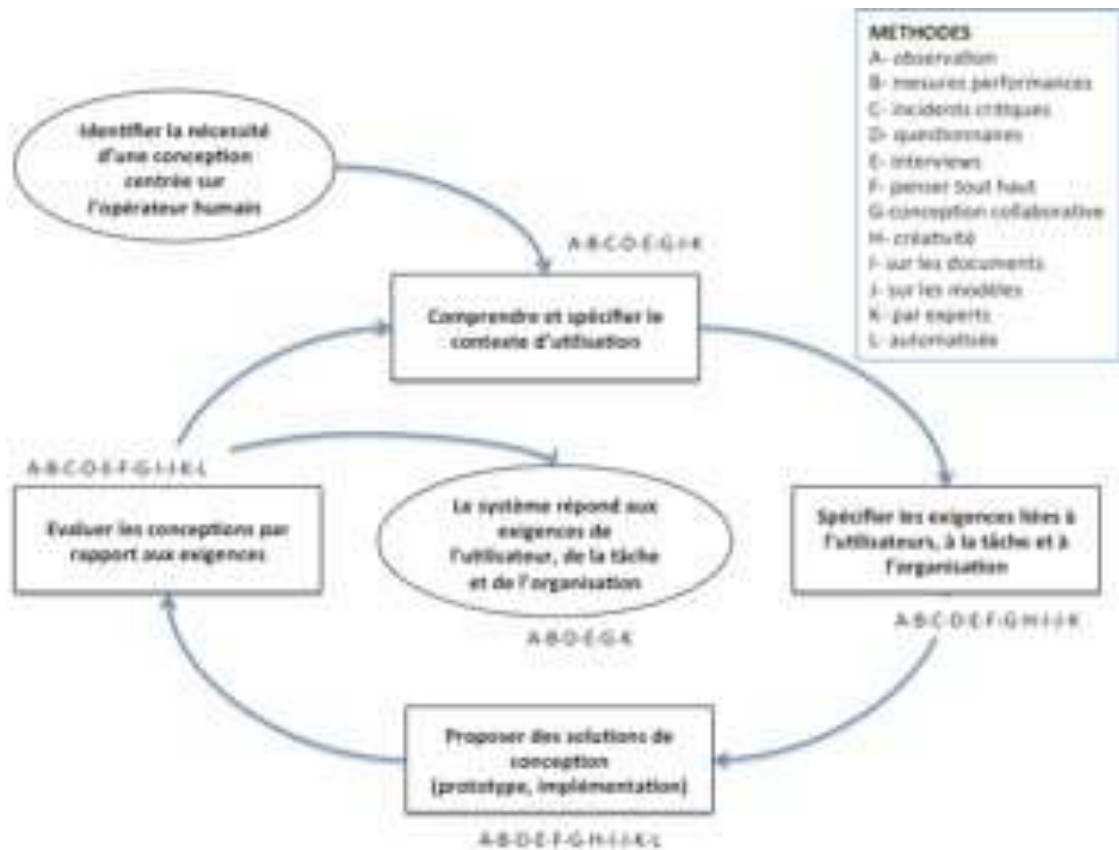 METHODES
A- observation
B- mesures performances
C- incidents critiques
D- questionnaires
E- interviews
F- penser tout haut
G-conception collaborative
H- créativité
I- sur les documents
J- sur les modèles
K- par experts
L- automatisée
Identifier la nécessité
d'une conception
centrée sur
l'opérateur humain
A-B-C-D-E-G-I-K
Comprendre et spécifier le
contexte d'utilisation
A-B-C-D-E-F-G-I-J-K-L
Evaluer les conceptions par
rapport aux exigences
Le système répond aux
exigences de
l'utilisateur, de la tâche
et de l'organisation
A-B-D-E-G-K
Spécifier les exigences liées à
l'utilisateurs, à la tâche et à
l'organisation
A-B-C-D-E-F-G-H-I-J-K
Proposer des solutions de
conception
(prototype, implémentation)
A-B-D-E-F-G-H-I-J-K-L